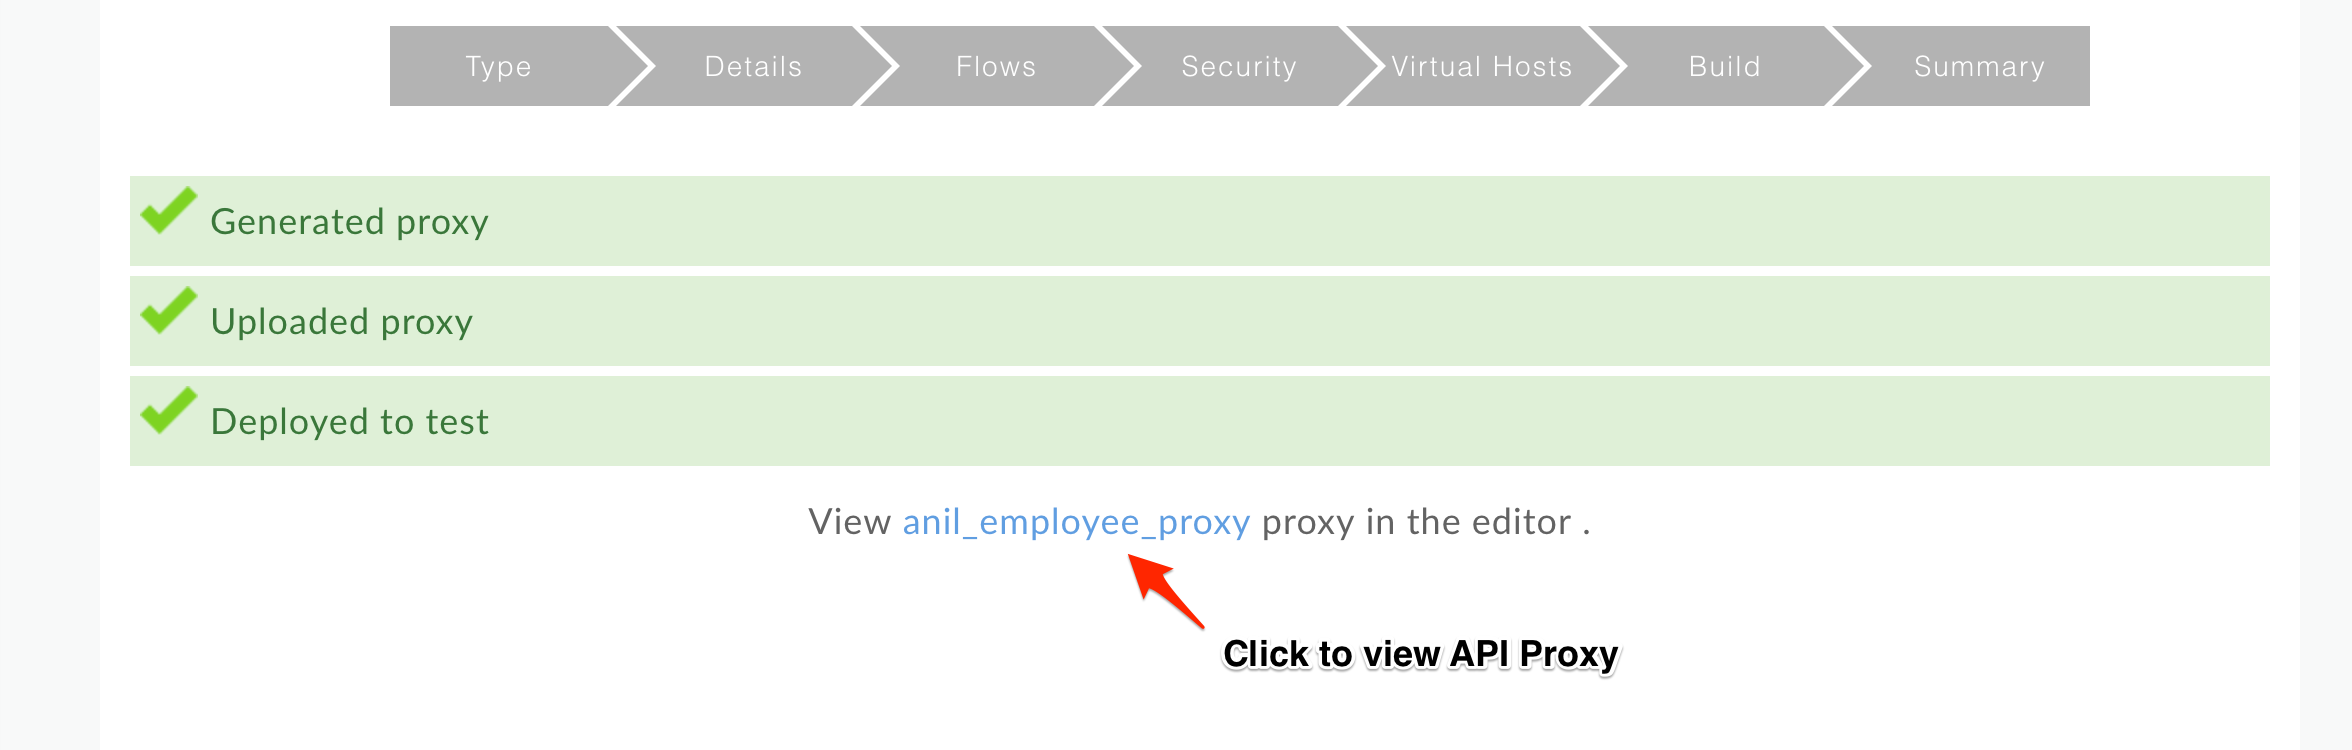 Type Details Flows Security Virtual Hosts Build Summary
Generated proxy
Uploaded proxy
Deployed to test
View anil_employee_proxy proxy in the editor .
Click to view API Proxy